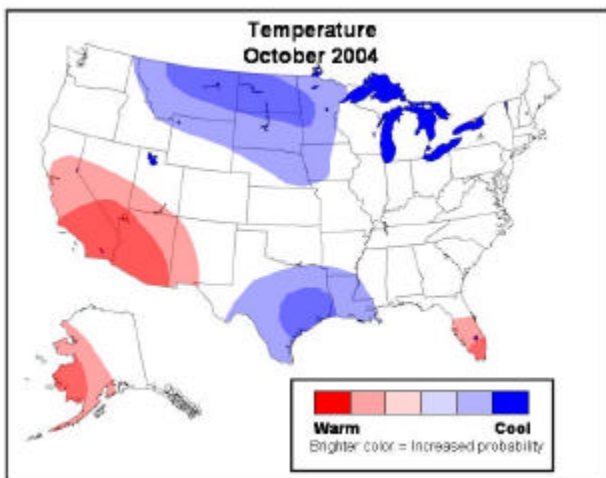 Temperature
October 2004
Warm Cool
Brighter color = Increased probability